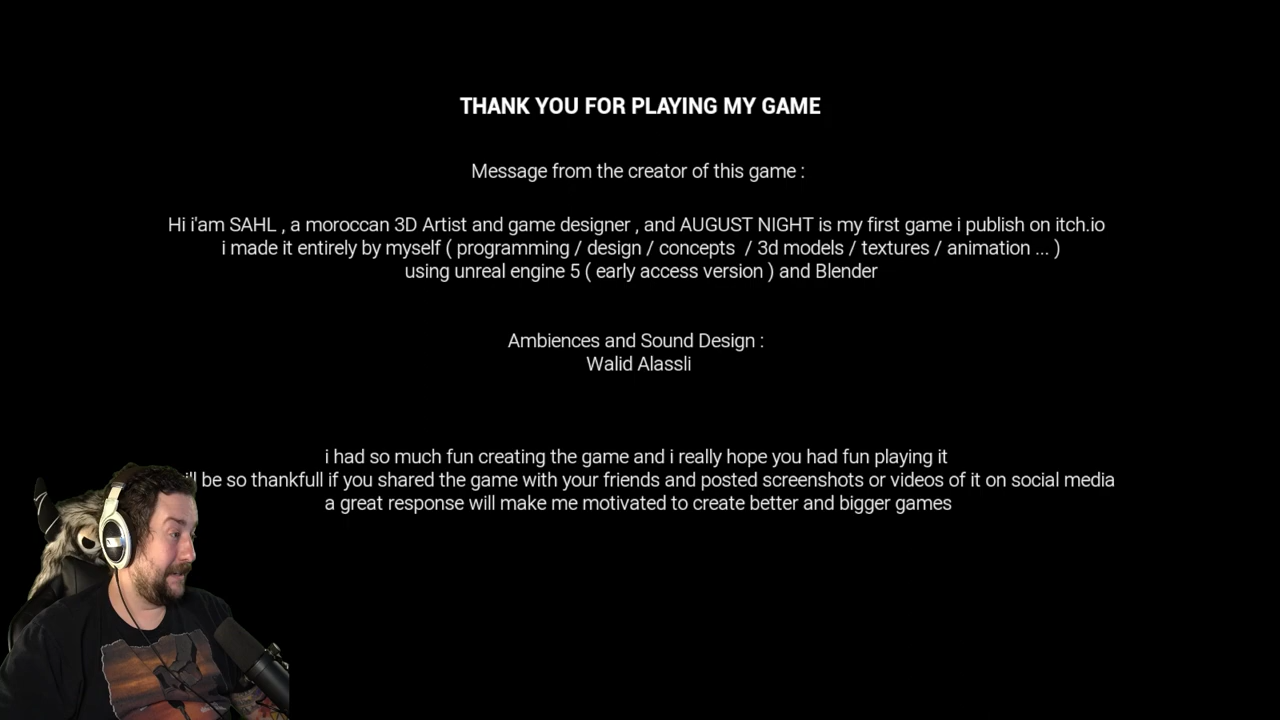 THANK YOU FOR PLAYING MY GAME
Message from the creator of this game :
Hi i'am SAHL , a moroccan 3D Artist and game designer , and AUGUST NIGHT is my first game i publish on itch.io
i made it entirely by myself ( programming / design / concepts / 3d models / textures / animation ... )
using unreal engine 5 ( early access version ) and Blender
Ambiences and Sound Design :
Walid Alassli
i had so much fun creating the game and i really hope you had fun playing it
be so thankfull if you shared the game with your friends and posted screenshots or videos of it on social media
a great response will make me motivated to create better and bigger games